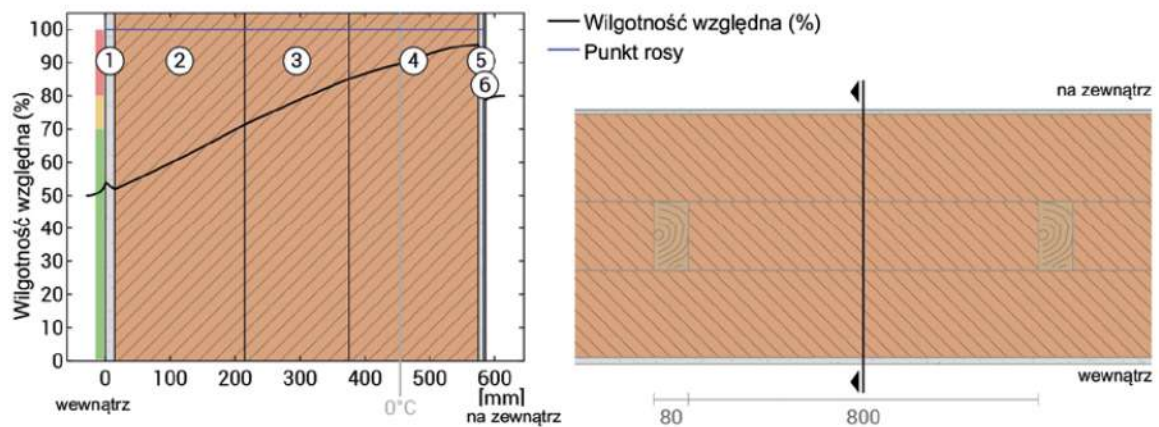 Wilgotność względna (%)
100
90
80
70
60
50
40
30
20
10
0
1
2
3
4
5
6
0
100
200
300
400
500
600
[mm]
wewnątrz
0°C
na zewnątrz
Wilgotność względna (%)
Punkt rosy
na zewnątrz
wewnątrz
80
800